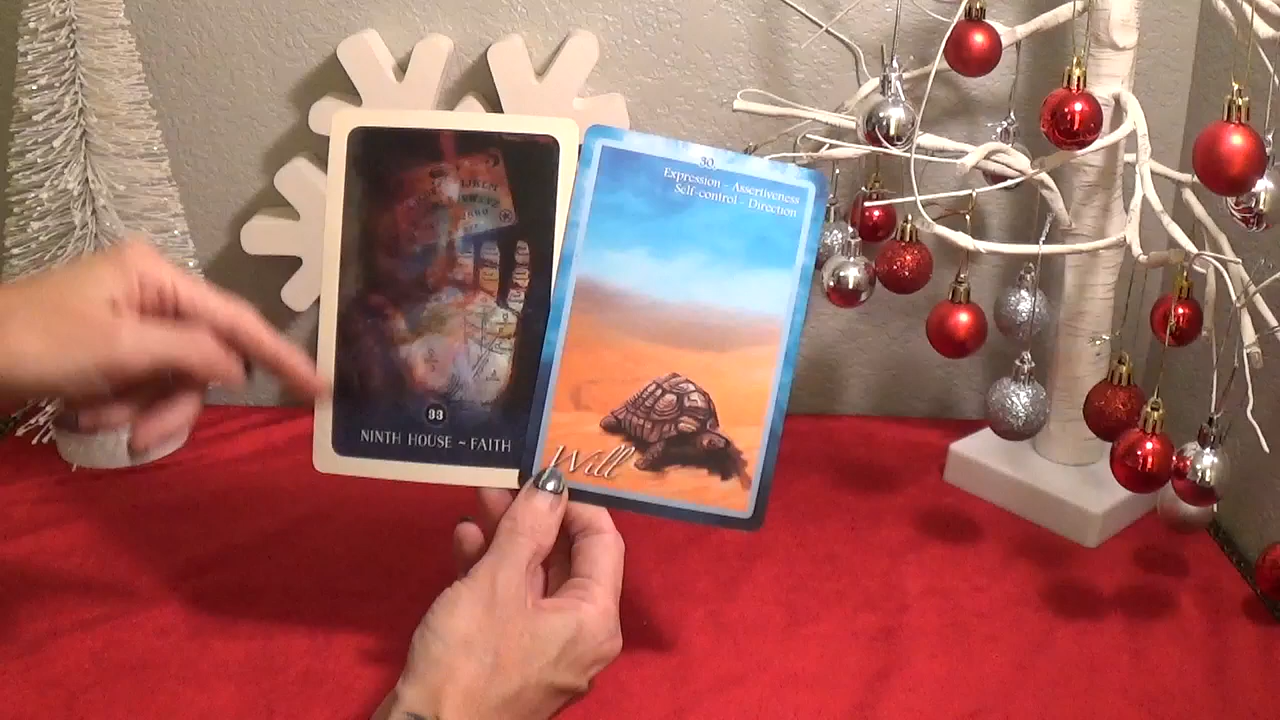 33
NINTH HOUSE ~ FAITH
30.
Expression - Assertiveness
Self-control - Direction
Will